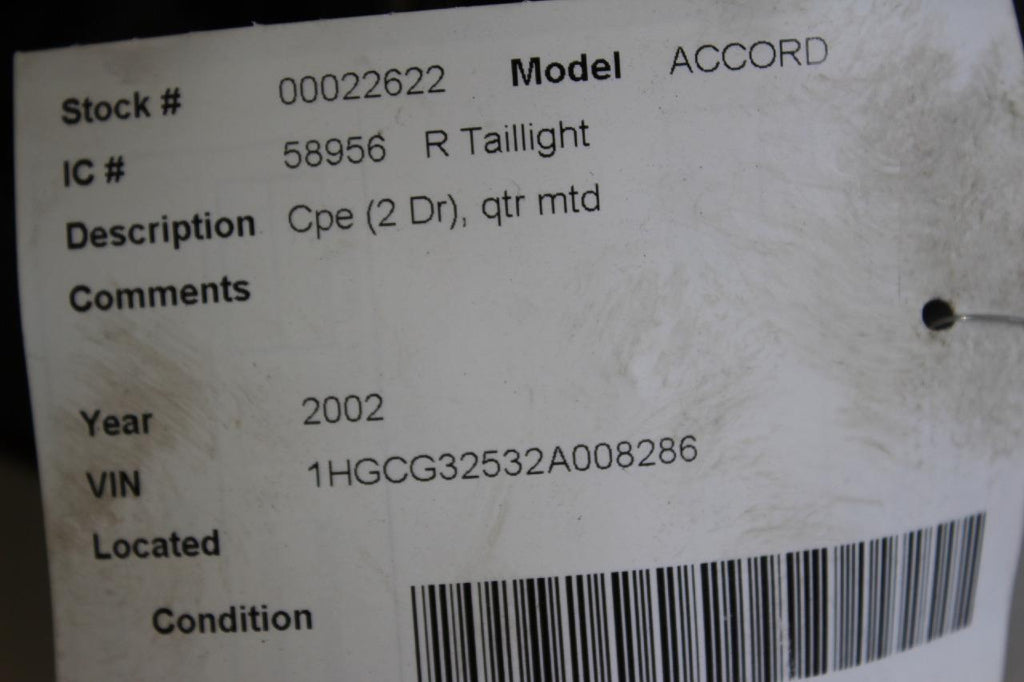 Stock # 00022622 Model ACCORD
IC # 58956 R Taillight
Description Cpe (2 Dr), qtr mtd
Comments
Year 2002
VIN 1HGCG32532A008286
Located
Condition